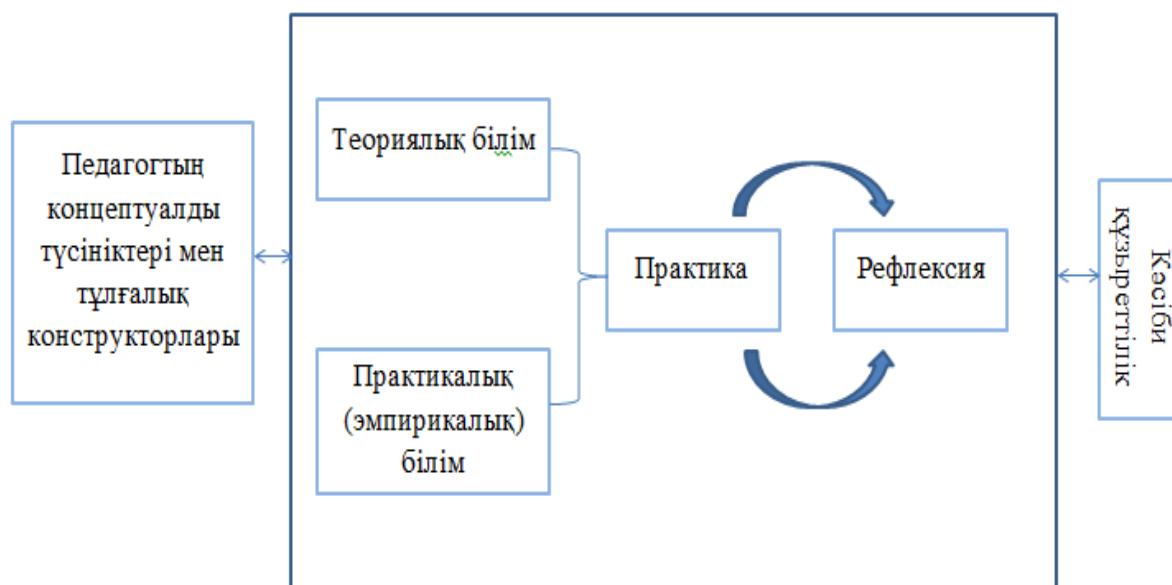 Педагогтың
концептуалды
түсініктері мен
тұлғалық
конструкторлары
Теориялық білім
Практикалық
(эмпирикалық)
білім
Практика
Рефлексия
Кәсіби
құзыреттілік